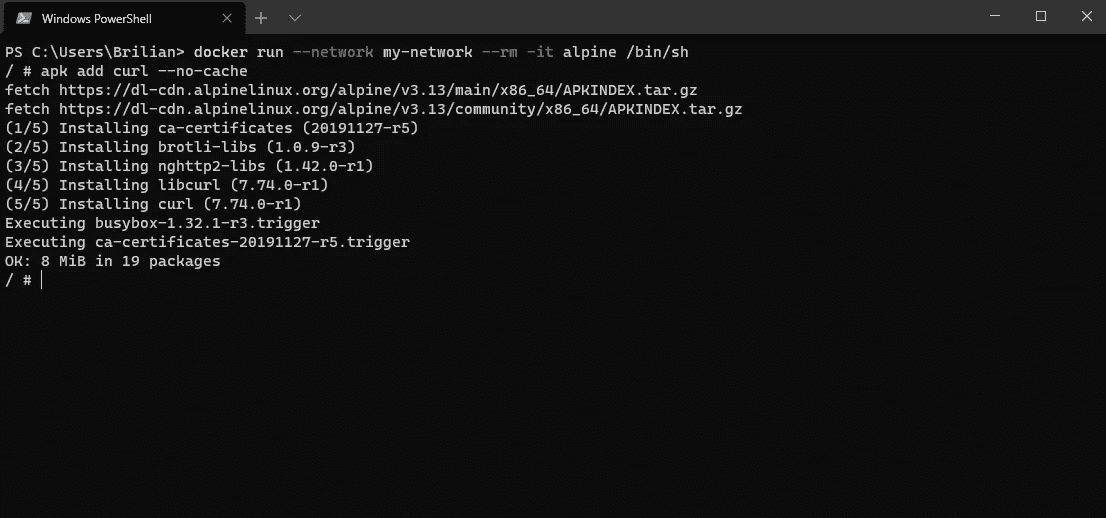 Windows PowerShell
PS C:\Users\Brilian> docker run --network my-network --rm -it alpine /bin/sh
/ # apk add curl --no-cache
fetch https://dl-cdn.alpinelinux.org/alpine/v3.13/main/x86_64/APKINDEX.tar.gz
fetch https://dl-cdn.alpinelinux.org/alpine/v3.13/community/x86_64/APKINDEX.tar.gz
(1/5) Installing ca-certificates (20191127-r5)
(2/5) Installing brotli-libs (1.0.9-r3)
(3/5) Installing nghttp2-libs (1.42.0-r1)
(4/5) Installing libcurl (7.74.0-r1)
(5/5) Installing curl (7.74.0-r1)
Executing busybox-1.32.1-r3.trigger
Executing ca-certificates-20191127-r5.trigger
OK: 8 MiB in 19 packages
/ #